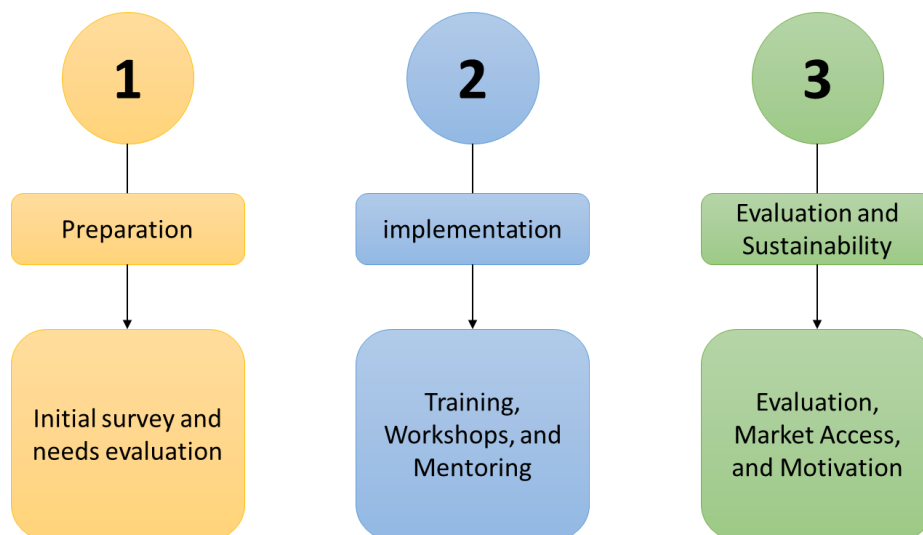 1
Preparation
Initial survey and
needs evaluation
2
implementation
Training,
Workshops, and
Mentoring
3
Evaluation and
Sustainability
Evaluation,
Market Access,
and Motivation